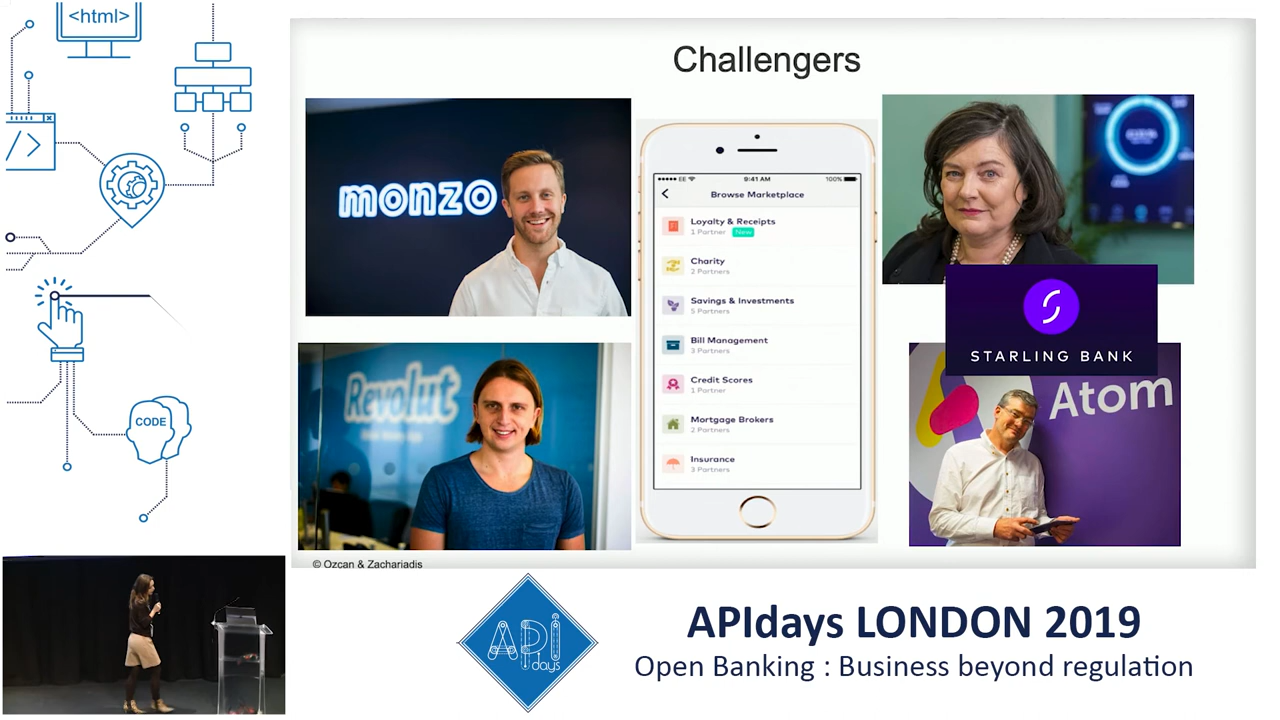 <html>
</>
CODE
Challengers
monzo
Revolut
EE
9:41 AM
100%
Browse Marketplace
Loyalty & Receipts
1 Partner New
Charity
2 Partners
Savings & Investments
5 Partners
Bill Management
3 Partners
Credit Scores
1 Partner
Mortgage Brokers
2 Partners
Insurance
3 Partners
STARLING BANK
Atom
© Ozcan & Zachariadis
API
days
APIdays LONDON 2019
Open Banking : Business beyond regulation